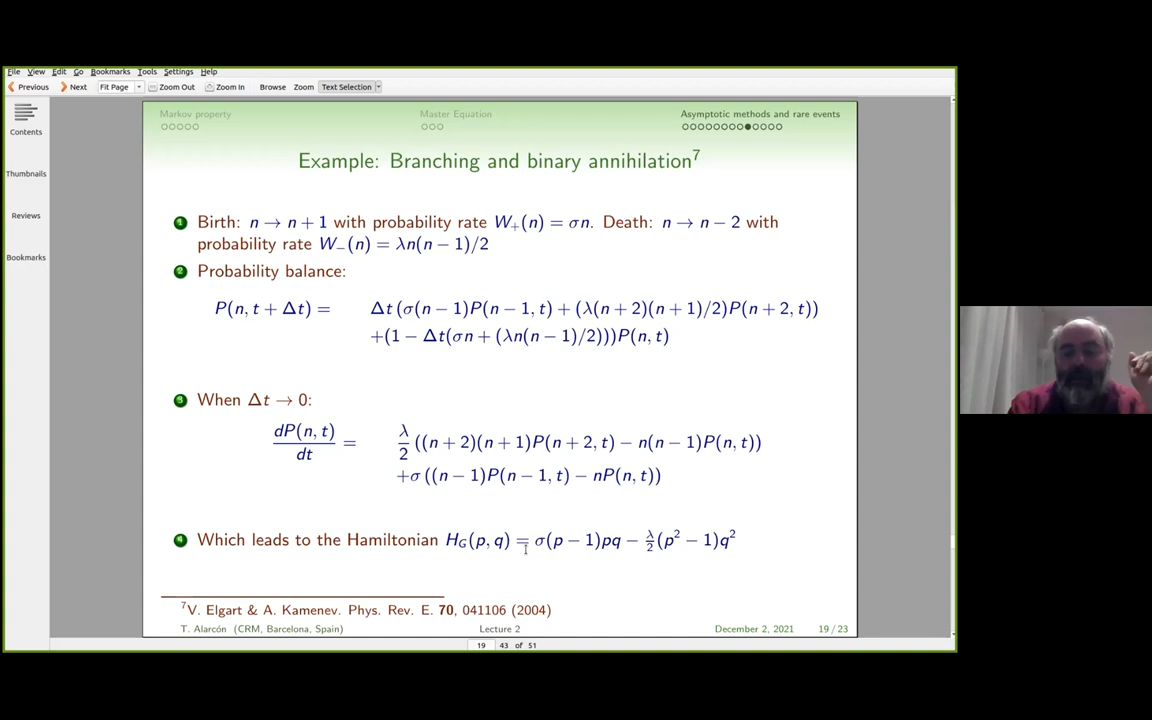 File View Edit Go Bookmarks Tools Settings Help
Previous Next Fit Page Zoom Out Zoom In Browse Zoom Text Selection
Contents
Thumbnails
Reviews
Bookmarks
Markov property Master Equation Asymptotic methods and rare events
Example: Branching and binary annihilation⁷
1 Birth: n → n + 1 with probability rate W₊(n) = σn. Death: n → n − 2 with
probability rate W₋(n) = λn(n − 1)/2
2 Probability balance:
P(n, t + Δt) = Δt (σ(n − 1)P(n − 1, t) + (λ(n + 2)(n + 1)/2)P(n + 2, t))
+(1 − Δt(σn + (λn(n − 1)/2)))P(n, t)
3 When Δt → 0:
dP(n, t)/dt = λ/2 ((n + 2)(n + 1)P(n + 2, t) − n(n − 1)P(n, t))
+σ ((n − 1)P(n − 1, t) − nP(n, t))
4 Which leads to the Hamiltonian H_G(p, q) = σ(p − 1)pq − λ/2(p² − 1)q²
⁷V. Elgart & A. Kamenev. Phys. Rev. E. 70, 041106 (2004)
T. Alarcón (CRM, Barcelona, Spain) Lecture 2 December 2, 2021 19 / 23
19 43 of 51